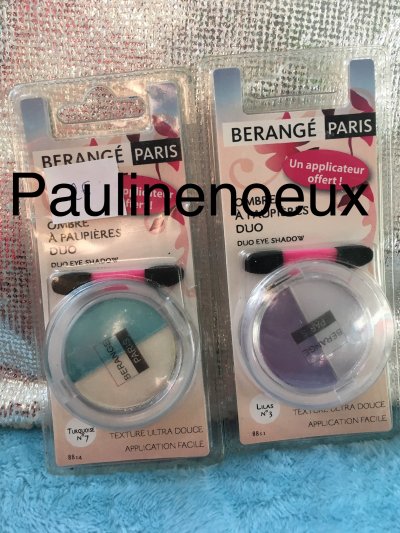 BERANGÉ PARIS
OMBRE
À PAUPIÈRES
DUO
DUO EYE SHADOW
BERANGÉ
PARIS
TURQUOISE
N°7
TEXTURE ULTRA DOUCE
APPLICATION FACILE
8814
BERANGÉ PARIS
Un applicateur
offert !
OMBRE
À PAUPIÈRES
DUO
DUO EYE SHADOW
BERANGÉ
PARIS
LILAS
N°3
TEXTURE ULTRA DOUCE
APPLICATION FACILE
Paulinenoeux